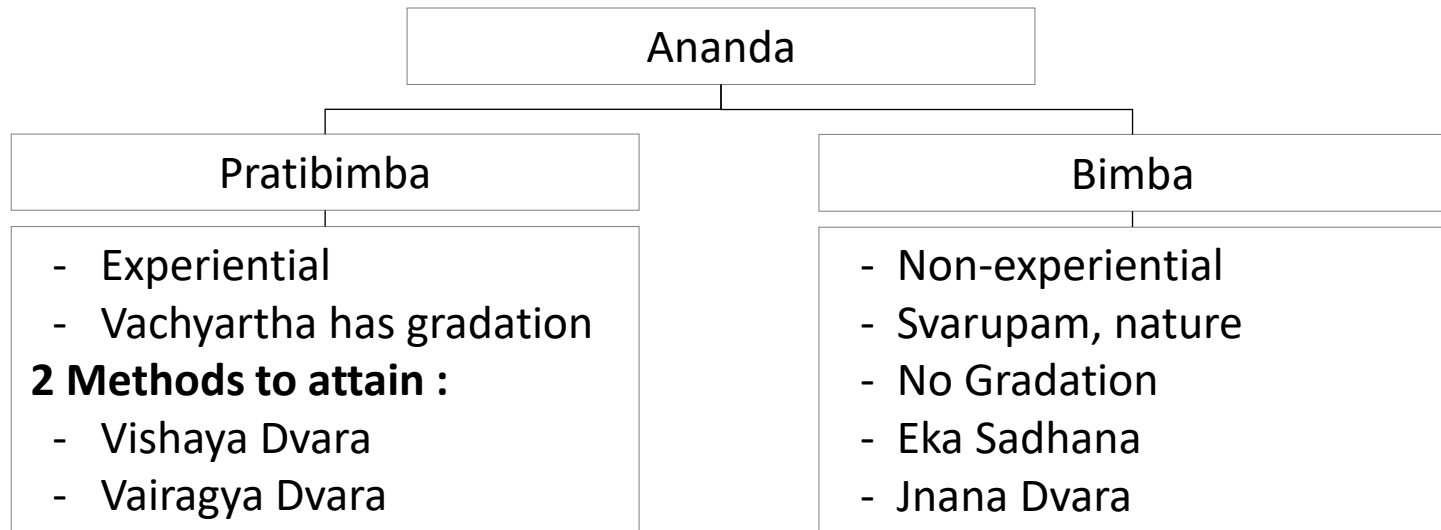 Ananda
Pratibimba
- Experiential
- Vachyartha has gradation
2 Methods to attain :
- Vishaya Dvara
- Vairagya Dvara
Bimba
- Non-experiential
- Svarupam, nature
- No Gradation
- Eka Sadhana
- Jnana Dvara